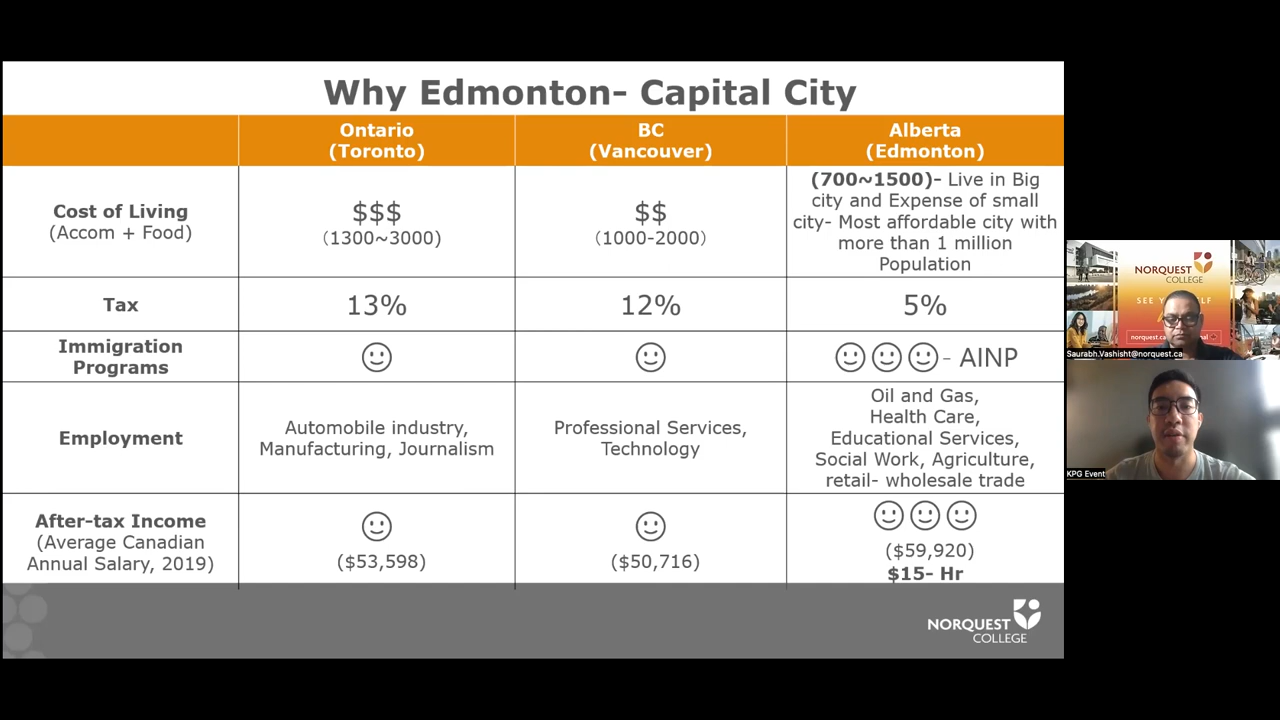 Why Edmonton- Capital City
Ontario
(Toronto)
BC
(Vancouver)
Alberta
(Edmonton)
Cost of Living
(Accom + Food)
$$$
(1300~3000)
$$
(1000-2000)
(700~1500)- Live in Big
city and Expense of small
city- Most affordable city with
more than 1 million
Population
Tax
13%
12%
5%
Immigration
Programs
- AINP
Employment
Automobile industry,
Manufacturing, Journalism
Professional Services,
Technology
Oil and Gas,
Health Care,
Educational Services,
Social Work, Agriculture,
retail- wholesale trade
After-tax Income
(Average Canadian
Annual Salary, 2019)
($53,598)
($50,716)
($59,920)
$15- Hr
NORQUEST
COLLEGE
NORQUEST
COLLEGE
Saurabh.Vashisht@norquest.ca
KPG Event